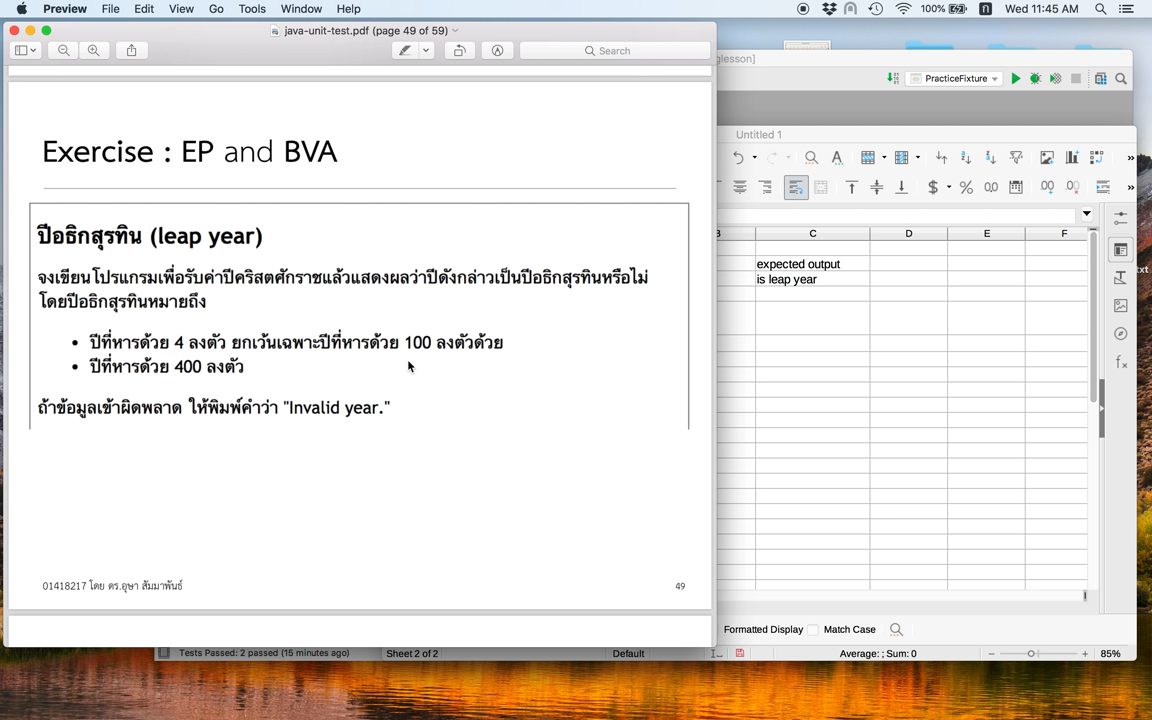 Preview File Edit View Go Tools Window Help 100% ก Wed 11:45 AM
java-unit-test.pdf (page 49 of 59)
Search
Exercise : EP and BVA
ปีอธิกสุรทิน (leap year)
จงเขียนโปรแกรมเพื่อรับค่าปีคริสตศักราชแล้วแสดงผลว่าปีดังกล่าวเป็นปีอธิกสุรทินหรือไม่
โดยปีอธิกสุรทินหมายถึง
• ปีที่หารด้วย 4 ลงตัว ยกเว้นเฉพาะปีที่หารด้วย 100 ลงตัวด้วย
• ปีที่หารด้วย 400 ลงตัว
ถ้าข้อมูลเข้าผิดพลาด ให้พิมพ์คำว่า "Invalid year."
01418217 โดย ดร.อุษา สัมมาพันธ์ 49
glesson]
PracticeFixture
Untitled 1
C D E F
expected output
is leap year
txt
Formatted Display Match Case
Tests Passed: 2 passed (15 minutes ago) Sheet 2 of 2 Default Average: ; Sum: 0 85%